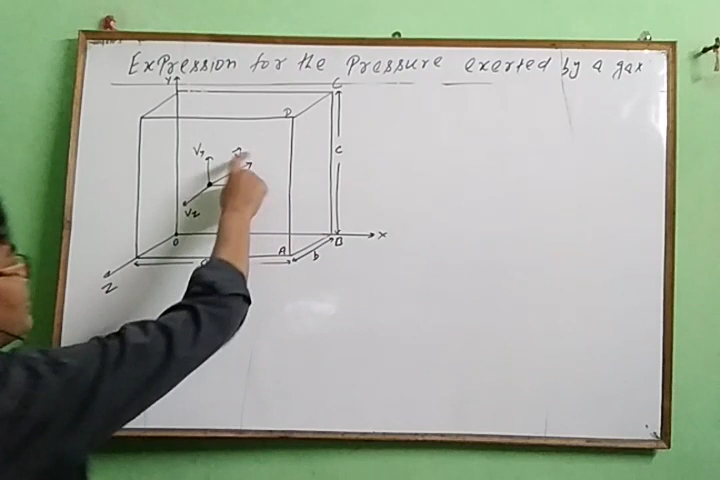 Expression for the Pressure exerted by a gas
Y
C
D
Vy
C
Vz
O
X
A
B
b
Z